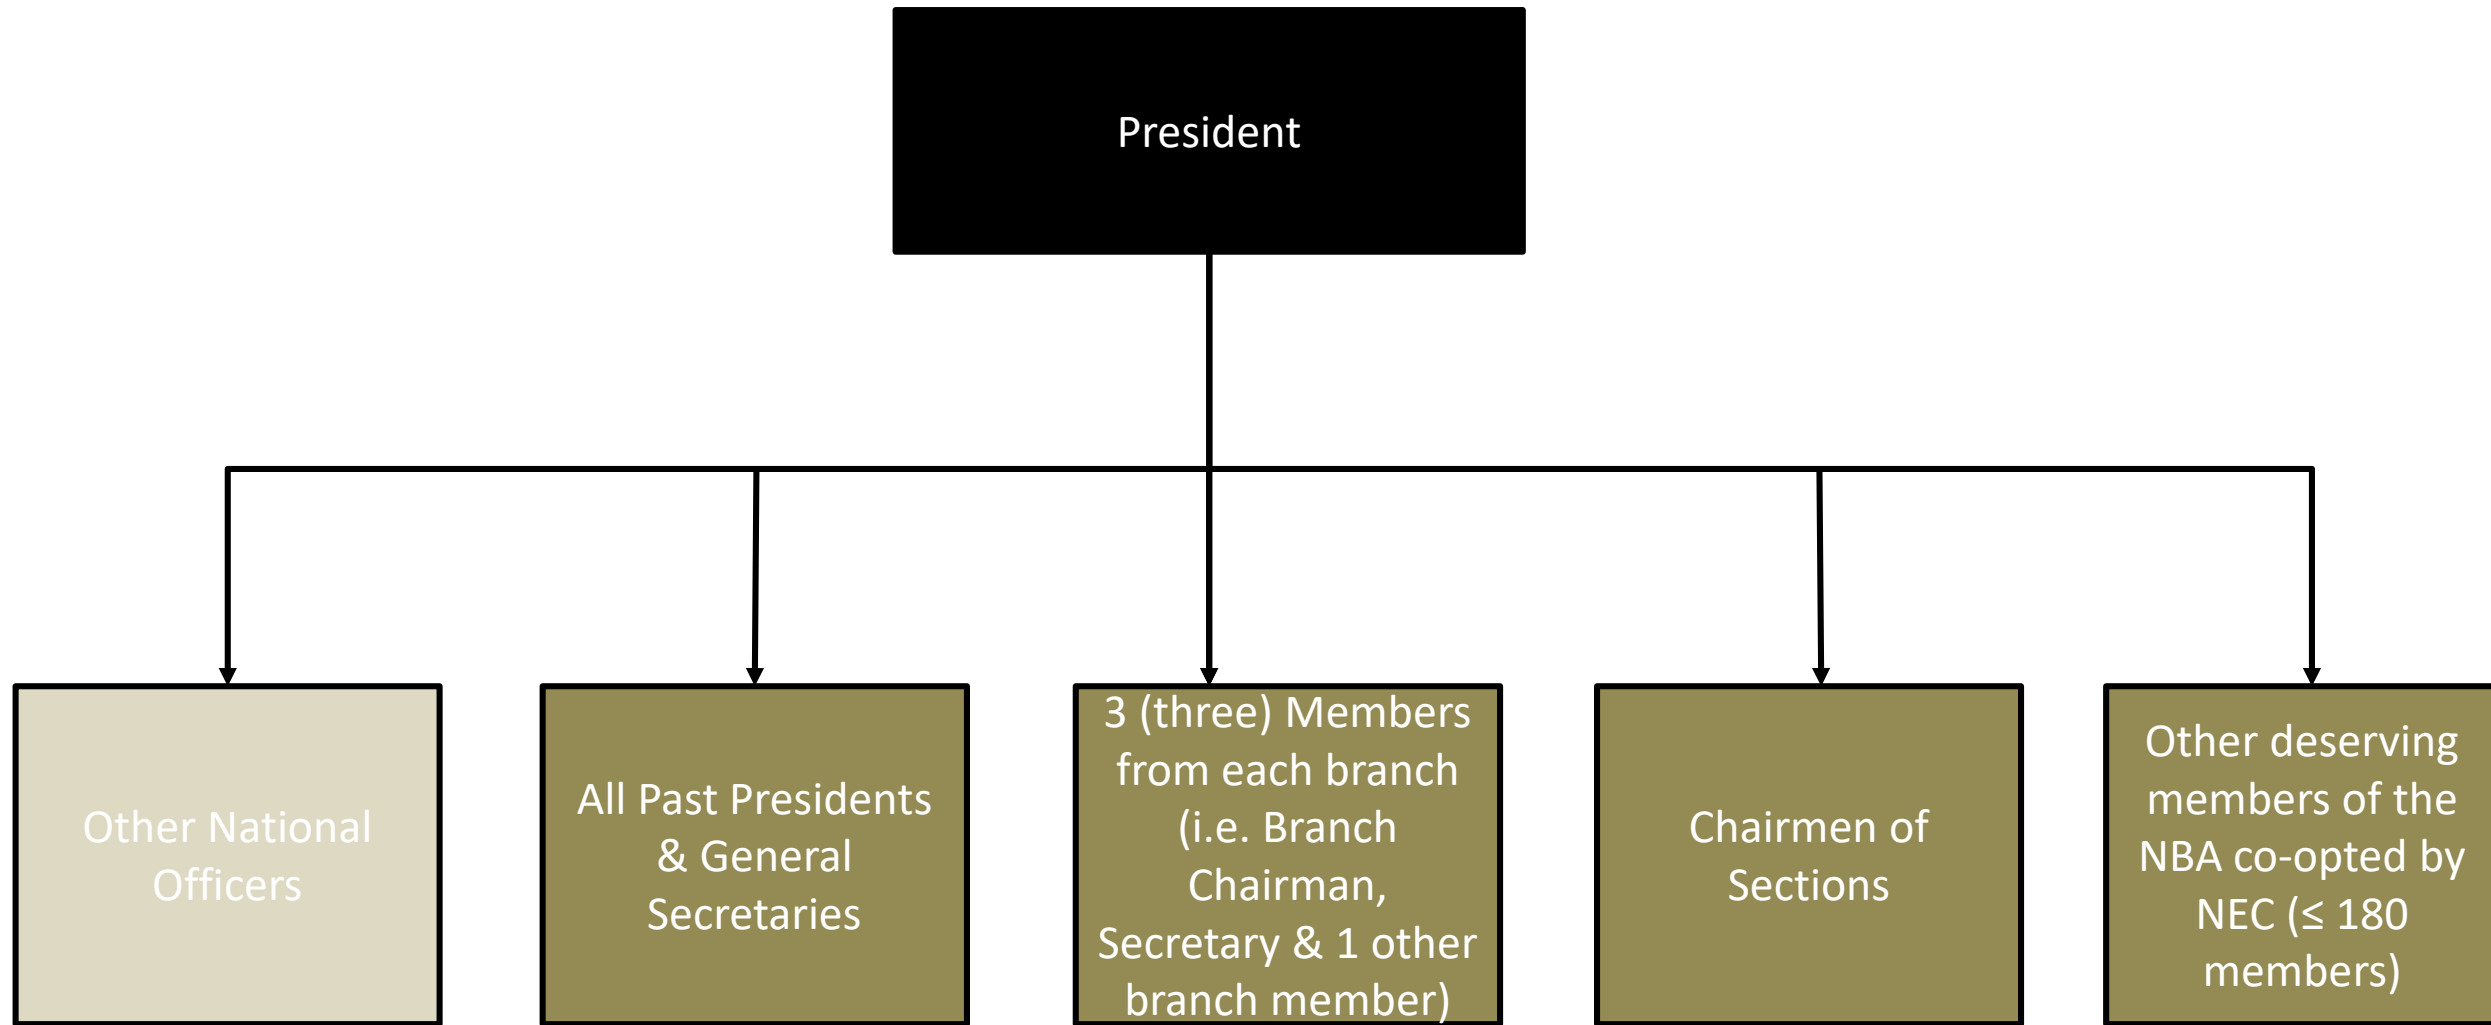 President
Other National
Officers
All Past Presidents
& General
Secretaries
3 (three) Members
from each branch
(i.e. Branch
Chairman,
Secretary & 1 other
branch member)
Chairmen of
Sections
Other deserving
members of the
NBA co-opted by
NEC (≤ 180
members)